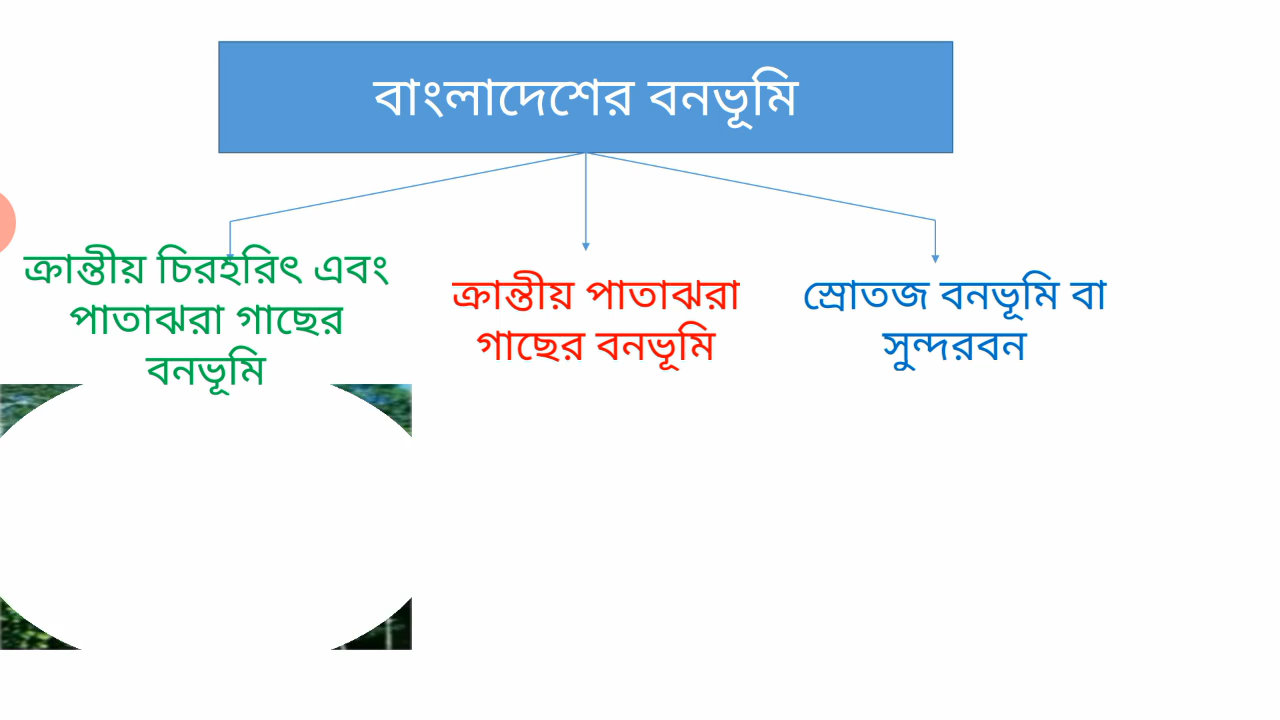 বাংলাদেশের বনভূমি
ক্রান্তীয় চিরহরিৎ এবং
পাতাঝরা গাছের
বনভূমি
ক্রান্তীয় পাতাঝরা
গাছের বনভূমি
স্রোতজ বনভূমি বা
সুন্দরবন